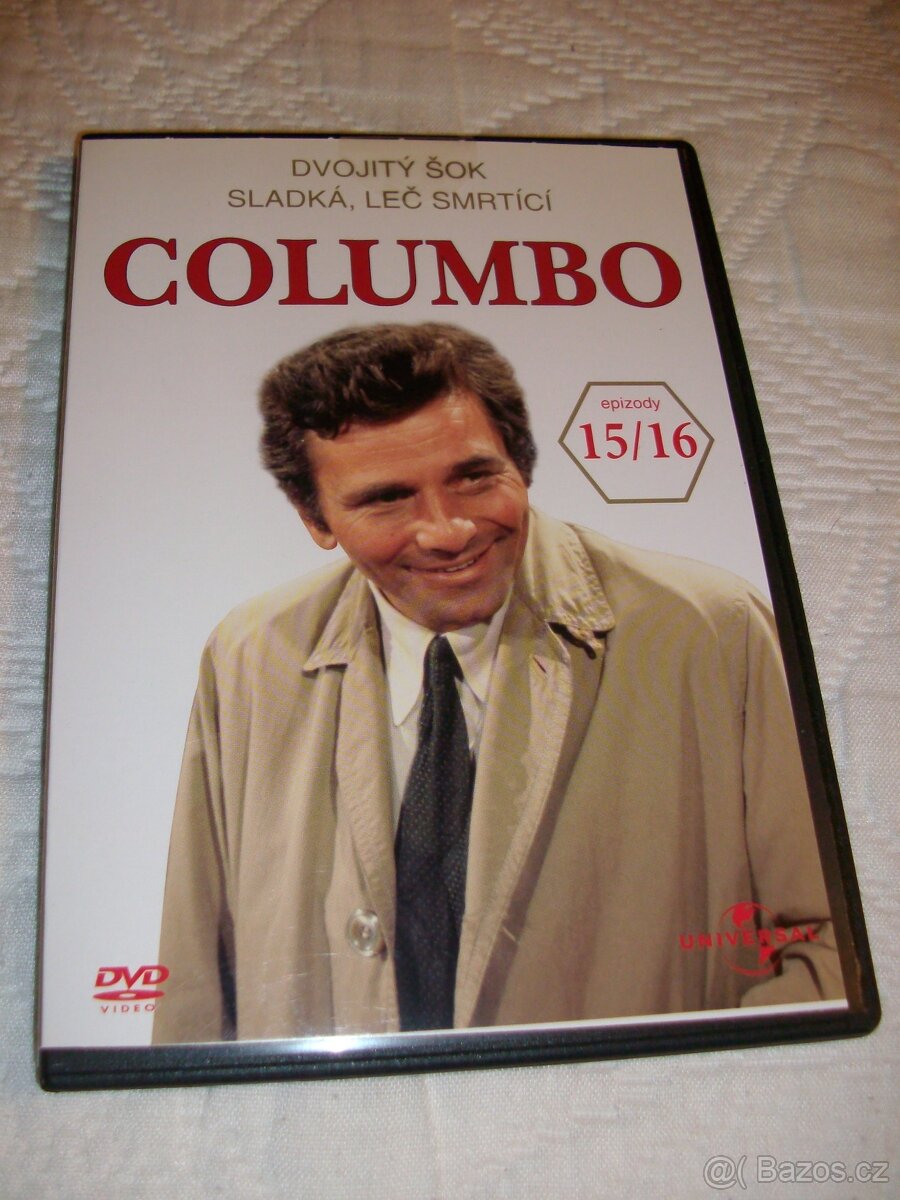 DVOJITÝ ŠOK
SLADKÁ, LEČ SMRTÍCÍ
COLUMBO
epizody
15/16
UNIVERSAL
DVD
VIDEO
@( Bazos.cz